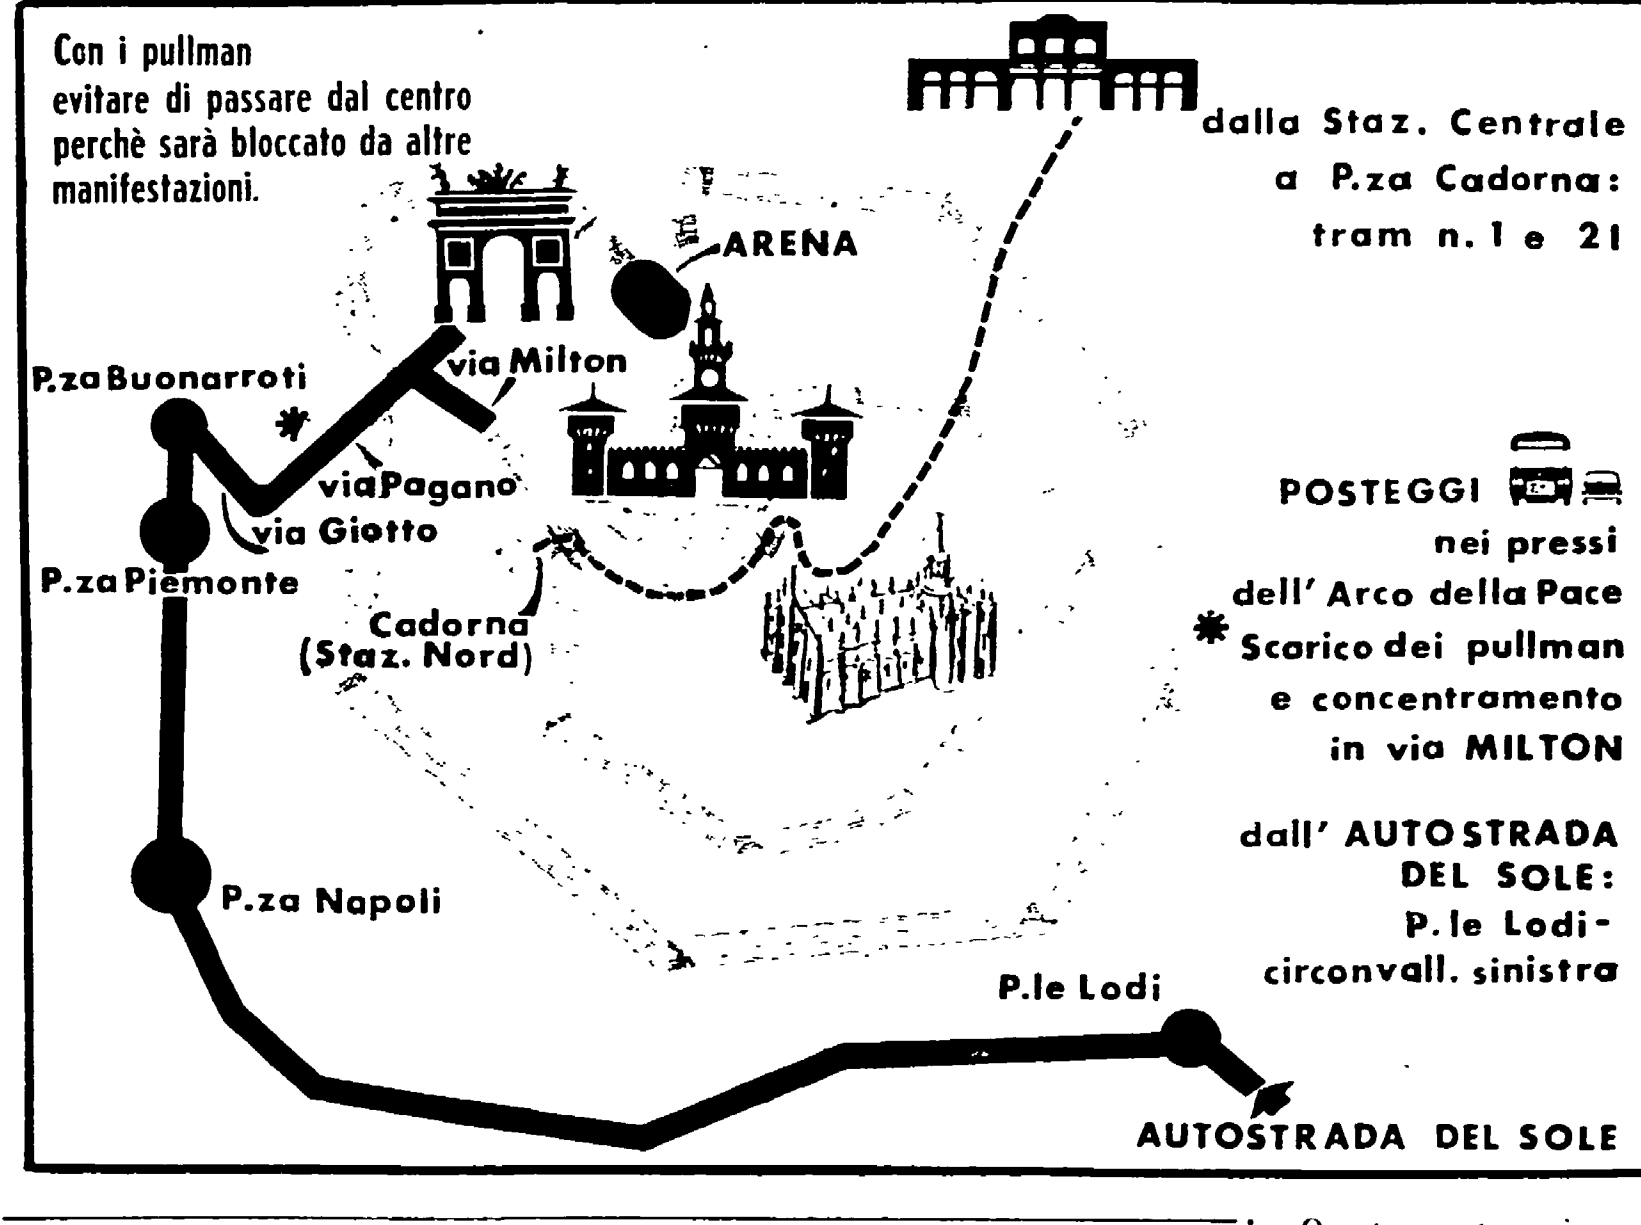 Con i pullman
evitare di passare dal centro
perchè sarà bloccato da altre
manifestazioni.
dalla Staz. Centrale
a P.za Cadorna:
tram n. 1 e 21
ARENA
via Milton
P.za Buonarroti
via Pagano
via Giotto
P.za Piemonte
Cadorna
(Staz. Nord)
POSTEGGI
nei pressi
dell' Arco della Pace
Scarico dei pullman
e concentramento
in via MILTON
dall' AUTOSTRADA
DEL SOLE:
P.le Lodi-
circonvall. sinistra
P.za Napoli
P.le Lodi
AUTOSTRADA DEL SOLE